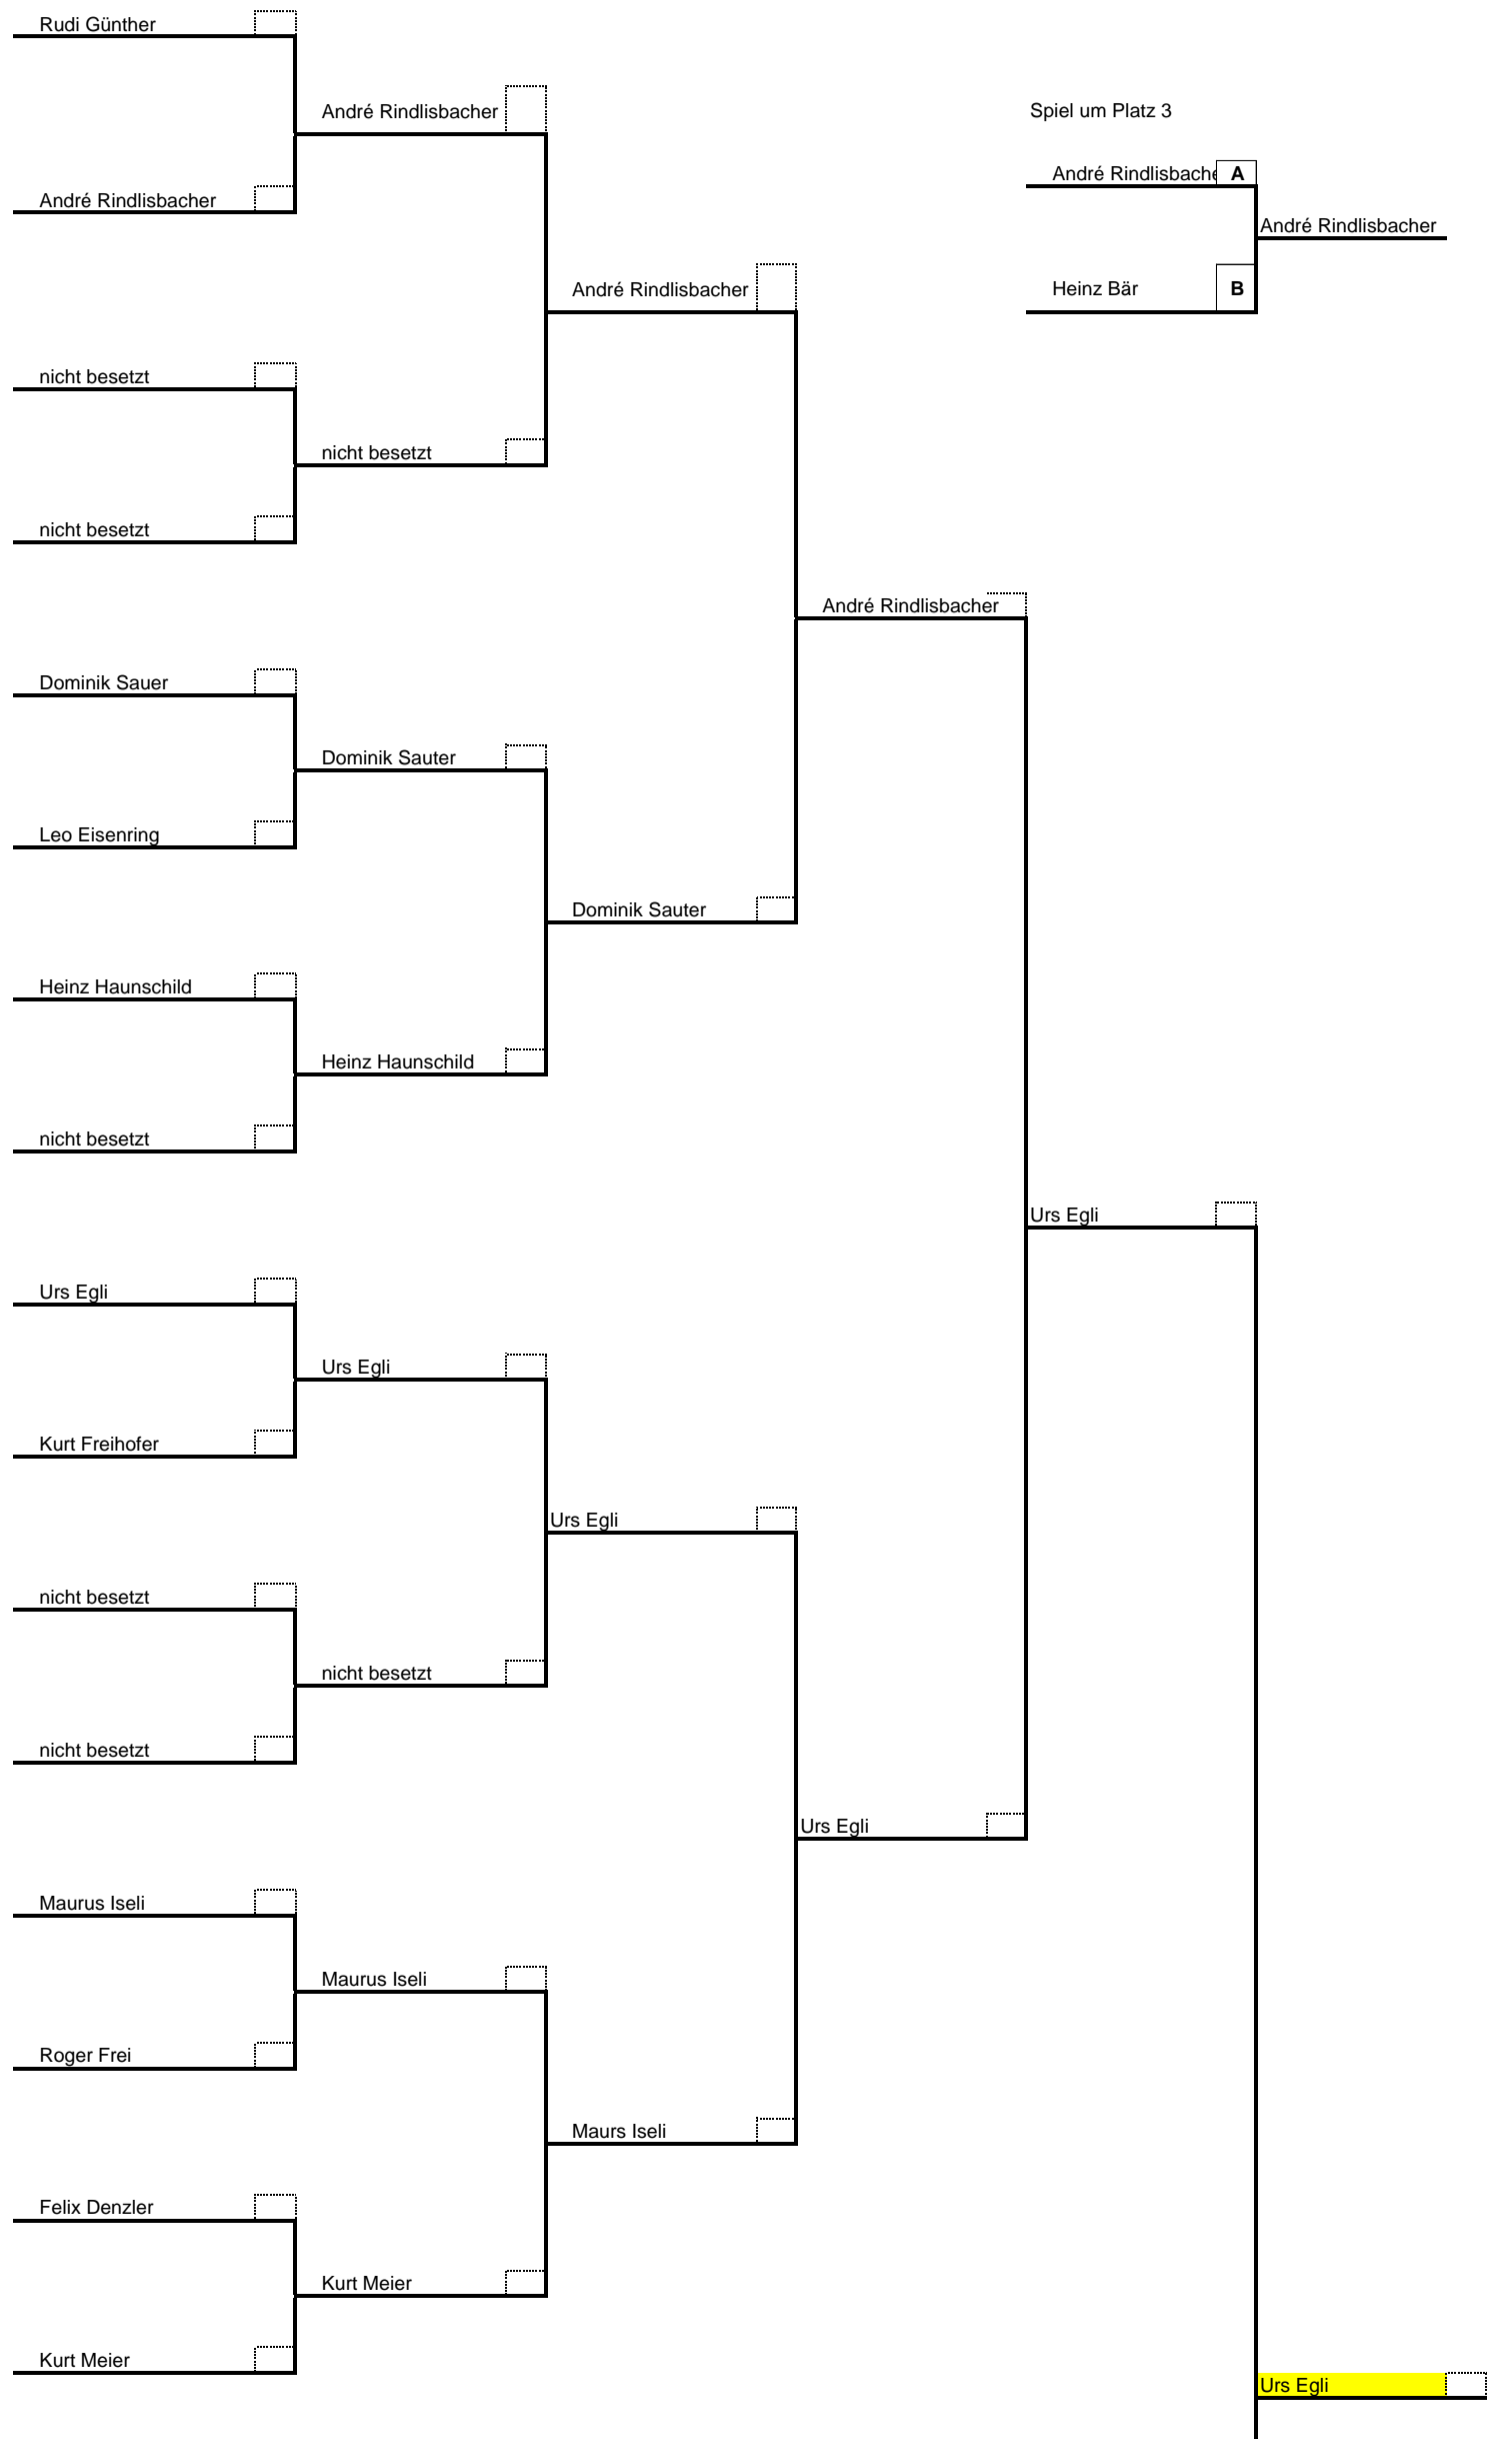 Rudi Günther
André Rindlisbacher
Spiel um Platz 3
André Rindlisbache A
André Rindlisbacher
André Rindlisbacher
André Rindlisbacher
Heinz Bär B
nicht besetzt
nicht besetzt
nicht besetzt
André Rindlisbacher
Dominik Sauer
Dominik Sauter
Leo Eisenring
Dominik Sauter
Heinz Haunschild
Heinz Haunschild
nicht besetzt
Urs Egli
Urs Egli
Urs Egli
Kurt Freihofer
Urs Egli
nicht besetzt
nicht besetzt
nicht besetzt
Urs Egli
Maurus Iseli
Maurus Iseli
Roger Frei
Maurs Iseli
Felix Denzler
Kurt Meier
Kurt Meier
Urs Egli